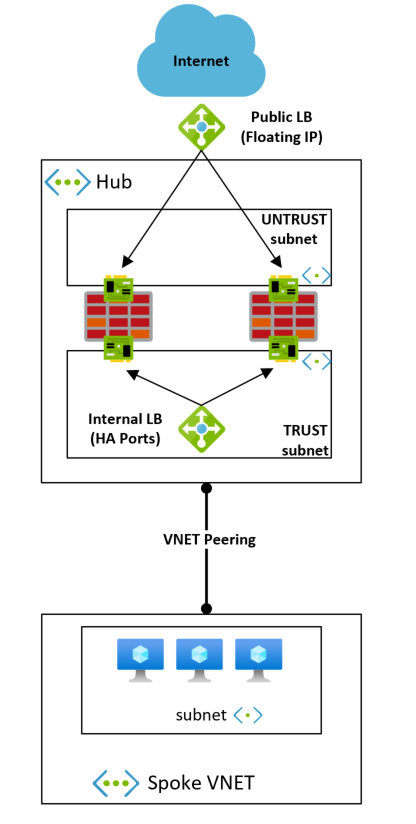 Internet
Public LB
(Floating IP)
Hub
UNTRUST
subnet
Internal LB
(HA Ports)
TRUST
subnet
VNET Peering
subnet
Spoke VNET